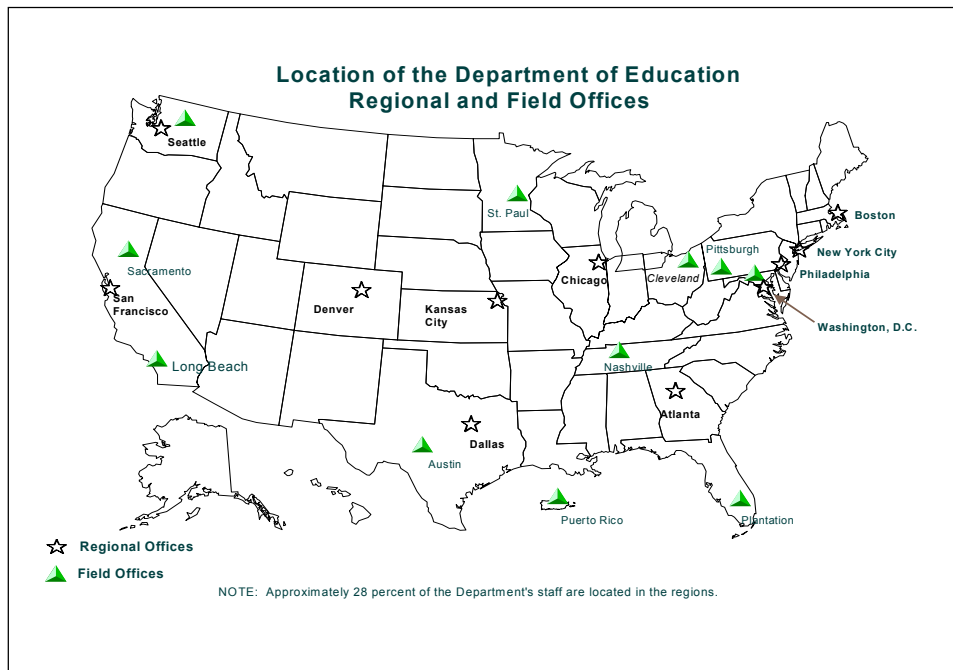 Location of the Department of Education
Regional and Field Offices
Seattle
St. Paul
Boston
Pittsburgh
New York City
Sacramento
Chicago
Cleveland
Philadelphia
San
Francisco
Denver
Kansas
City
Washington, D.C.
Long Beach
Nashville
Atlanta
Dallas
Austin
Puerto Rico
Plantation
Regional Offices
Field Offices
NOTE: Approximately 28 percent of the Department's staff are located in the regions.